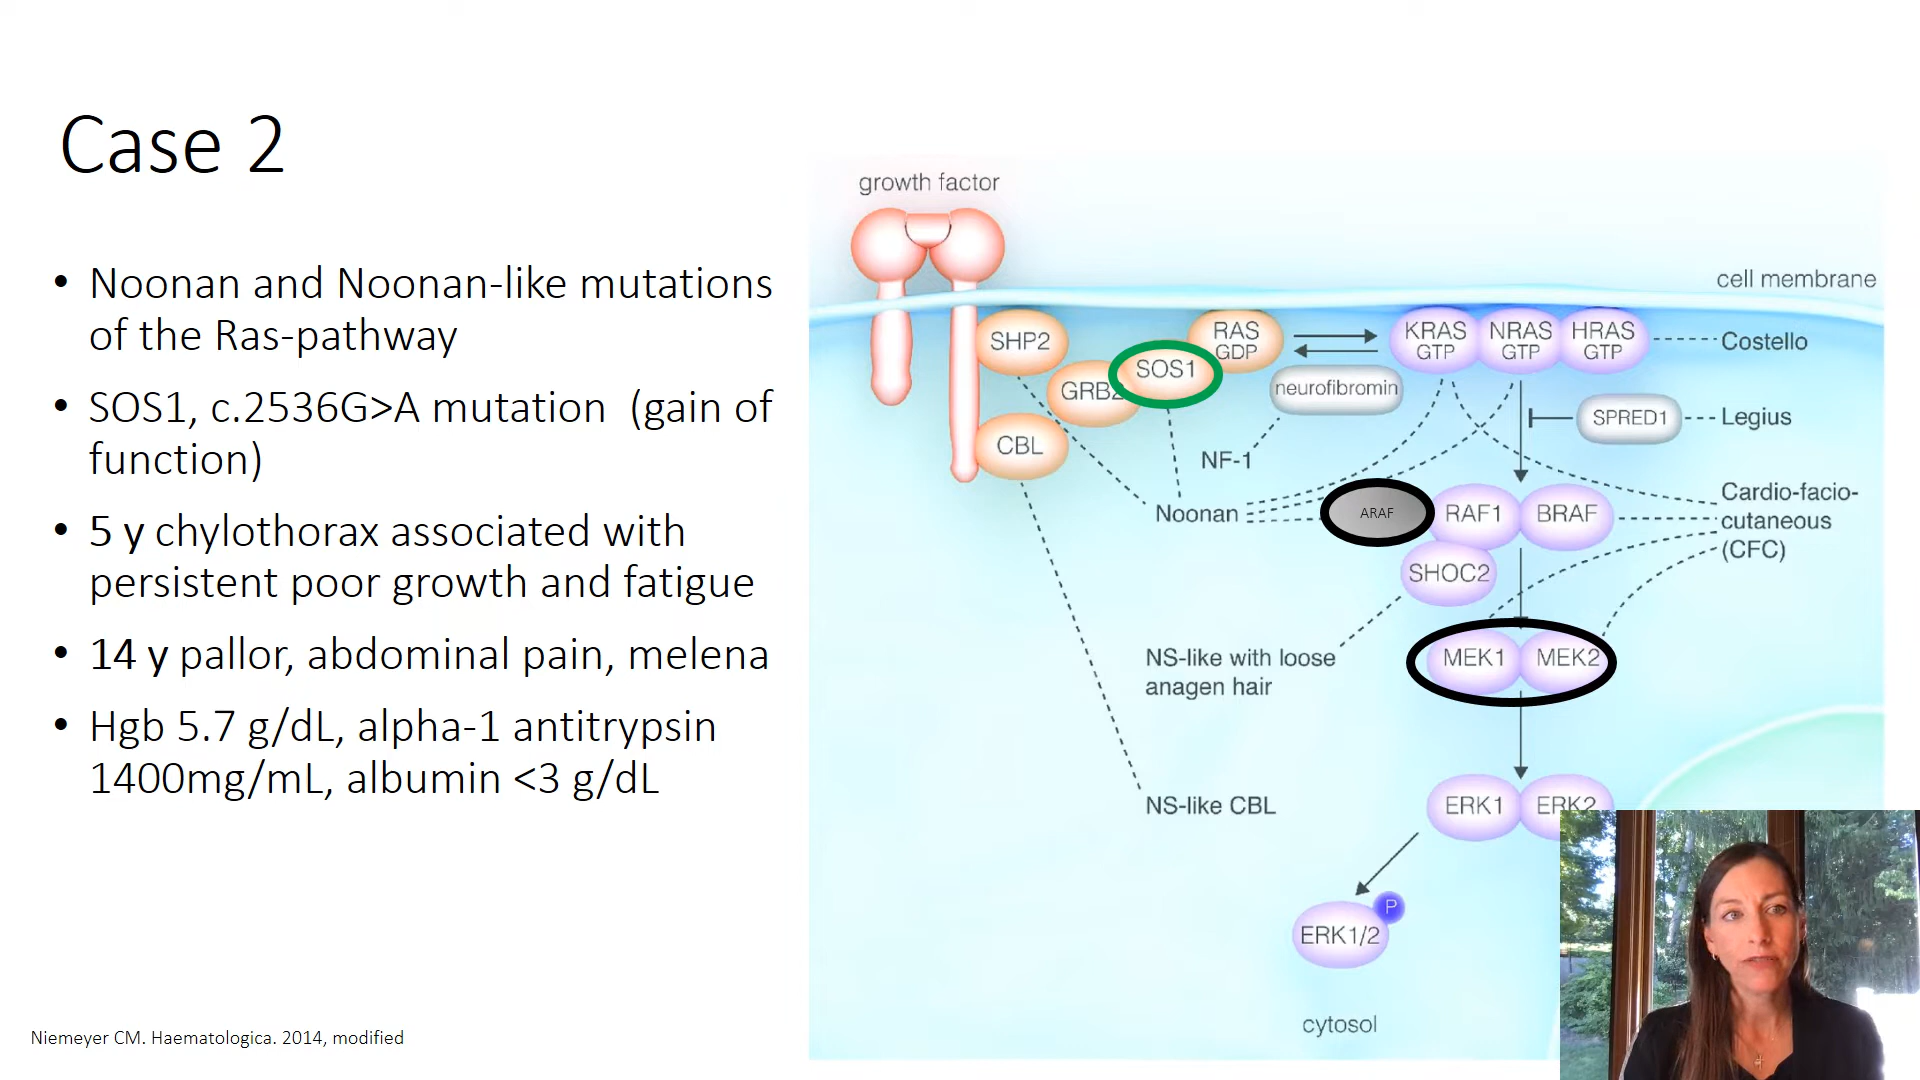 Case 2
• Noonan and Noonan-like mutations
of the Ras-pathway
• SOS1, c.2536G>A mutation (gain of
function)
• 5 y chylothorax associated with
persistent poor growth and fatigue
• 14 y pallor, abdominal pain, melena
• Hgb 5.7 g/dL, alpha-1 antitrypsin
1400mg/mL, albumin <3 g/dL
Niemeyer CM. Haematologica. 2014, modified
growth factor
cell membrane
SHP2
GRB2
SOS1
RAS
GDP
KRAS
GTP
NRAS
GTP
HRAS
GTP
Costello
neurofibromin
SPRED1
Legius
CBL
NF-1
Noonan
ARAF
RAF1
BRAF
Cardio-facio-
cutaneous
(CFC)
SHOC2
NS-like with loose
anagen hair
MEK1
MEK2
NS-like CBL
ERK1
ERK2
P
ERK1/2
cytosol